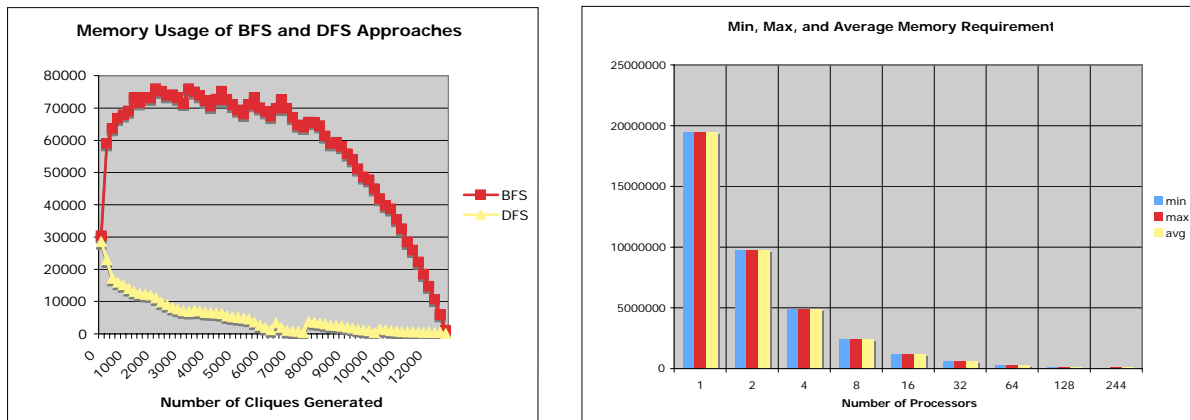 Memory Usage of BFS and DFS Approaches
80000
70000
60000
50000
40000
30000
20000
10000
0
0 1000 2000 3000 4000 5000 6000 7000 8000 9000 10000 11000 12000
Number of Cliques Generated
BFS
DFS
Min, Max, and Average Memory Requirement
25000000
20000000
15000000
10000000
5000000
0
1 2 4 8 16 32 64 128 244
Number of Processors
min
max
avg